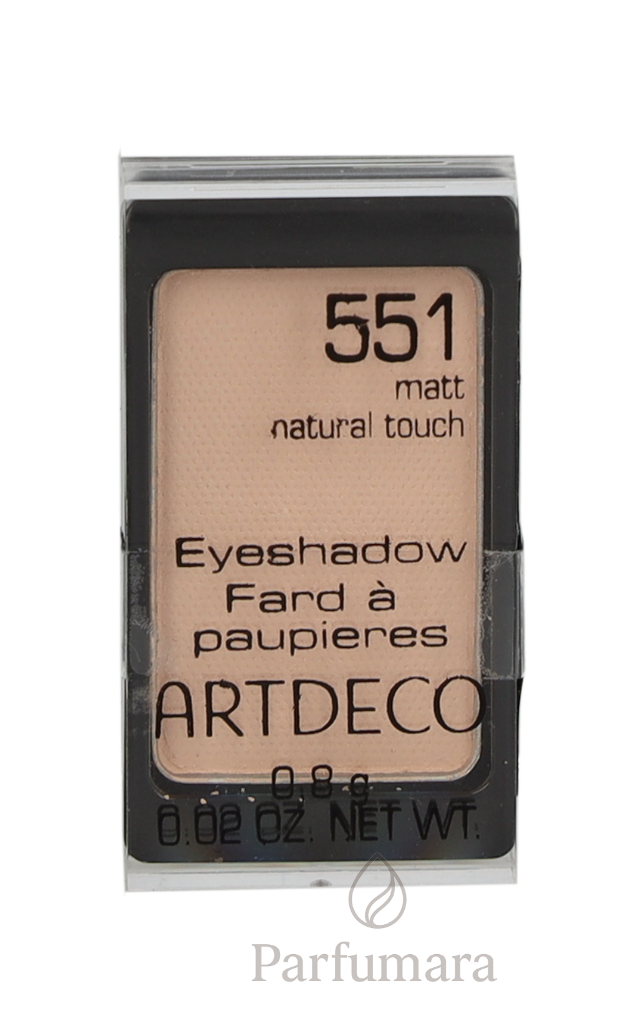 551
matt
natural touch
Eyeshadow
Fard à
paupieres
ARTDECO
0.8 g
0.02 OZ. NET WT.
Parfumara